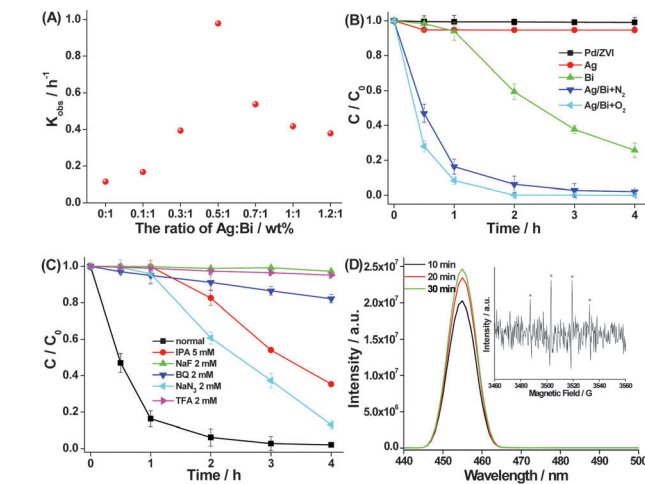 (A)
1.0
0.8
0.6
0.4
0.2
0.0
K_obs / h^-1
0:1 0.1:1 0.3:1 0.5:1 0.7:1 1:1 1.2:1
The ratio of Ag:Bi / wt%
(B)
1.0
0.8
0.6
0.4
0.2
0.0
C / C_0
Pd/ZVI
Ag
Bi
Ag/Bi+N_2
Ag/Bi+O_2
0 1 2 3 4
Time / h
(C)
1.0
0.8
0.6
0.4
0.2
0.0
C / C_0
normal
IPA 5 mM
NaF 2 mM
BQ 2 mM
NaN_3 2 mM
TFA 2 mM
0 1 2 3 4
Time / h
(D)
2.5x10^7
2.0x10^7
1.5x10^7
1.0x10^7
5.0x10^6
0.0
Intensity / a.u.
10 min
20 min
30 min
Intensity / a.u.
* * * *
3460 3480 3500 3520 3540 3560
Magnetic Field / G
440 450 460 470 480 490 500
Wavelength / nm